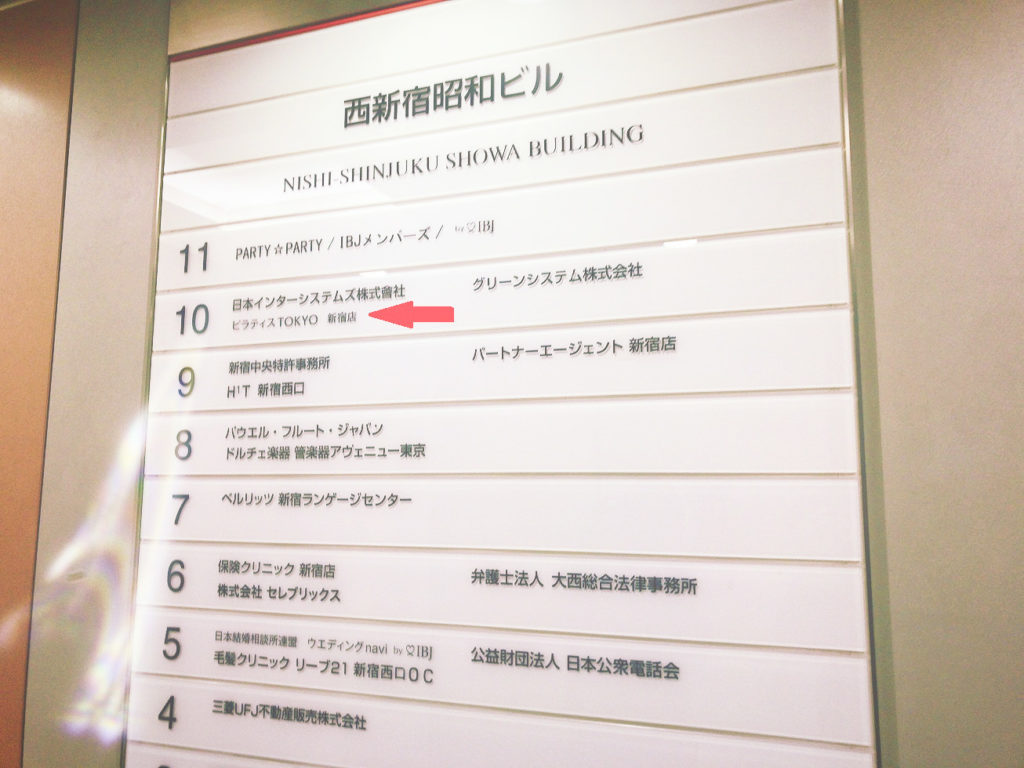 西新宿昭和ビル
NISHI-SHINJUKU SHOWA BUILDING
11 PARTY☆PARTY / IBJメンバーズ / by ♡IBJ
10 日本インターシステムズ株式會社 グリーンシステム株式会社
ピラティスTOKYO 新宿店
9 新宿中央特許事務所 パートナーエージェント 新宿店
H¹T 新宿西口
8 パウエル・フルート・ジャパン
ドルチェ楽器 管楽器アヴェニュー東京
7 ベルリッツ 新宿ランゲージセンター
6 保険クリニック 新宿店 弁護士法人 大西総合法律事務所
株式会社 セレブリックス
5 日本結婚相談所連盟 ウエディングnavi by ♡IBJ 公益財団法人 日本公衆電話会
毛髪クリニック リーブ21 新宿西口OC
4 三菱UFJ不動産販売株式会社